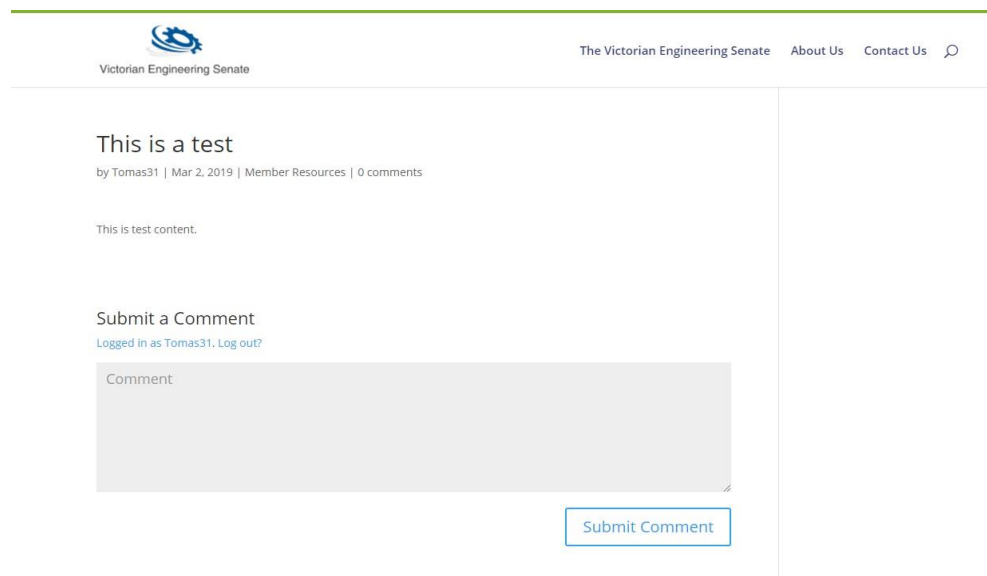 Victorian Engineering Senate
The Victorian Engineering Senate About Us Contact Us
This is a test
by Tomas31 | Mar 2, 2019 | Member Resources | 0 comments
This is test content.
Submit a Comment
Logged in as Tomas31. Log out?
Comment
Submit Comment